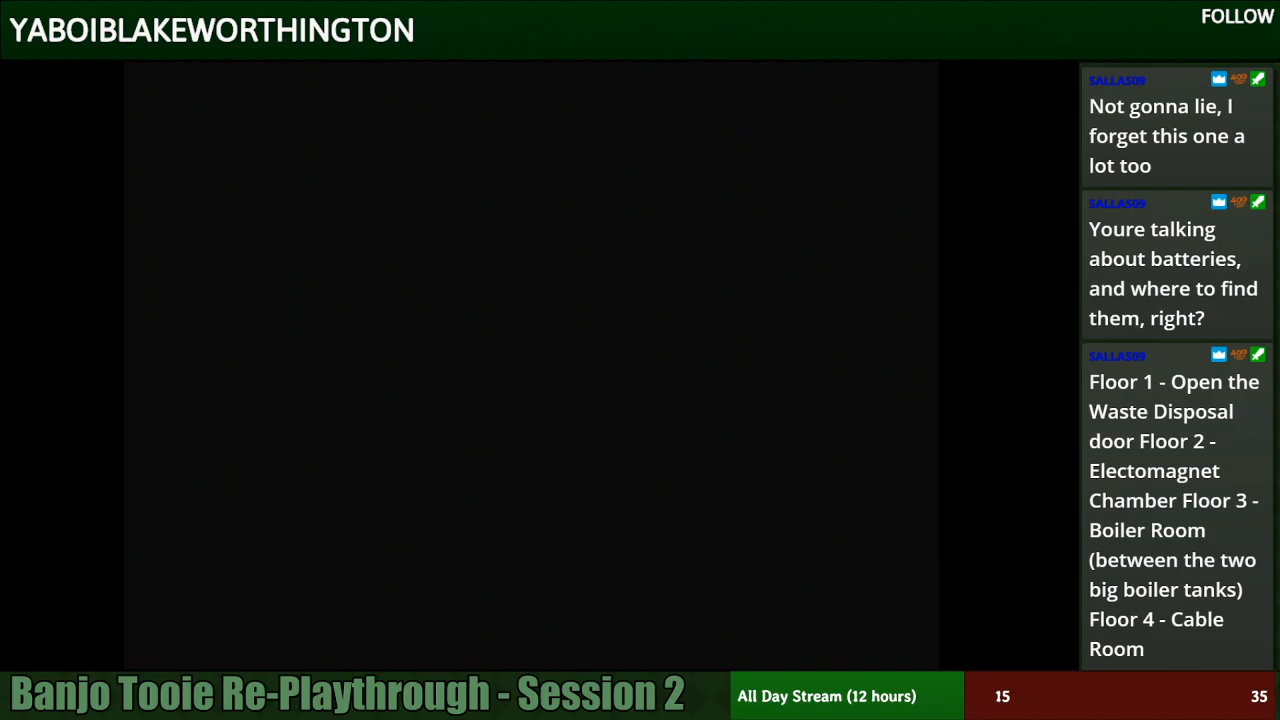 YABOIBLAKEWORTHINGTON
FOLLOW
SALLAS09
Not gonna lie, I
forget this one a
lot too
SALLAS09
Youre talking
about batteries,
and where to find
them, right?
SALLAS09
Floor 1 - Open the
Waste Disposal
door Floor 2 -
Electomagnet
Chamber Floor 3 -
Boiler Room
(between the two
big boiler tanks)
Floor 4 - Cable
Room
Banjo Tooie Re-Playthrough - Session 2
All Day Stream (12 hours)
15
35